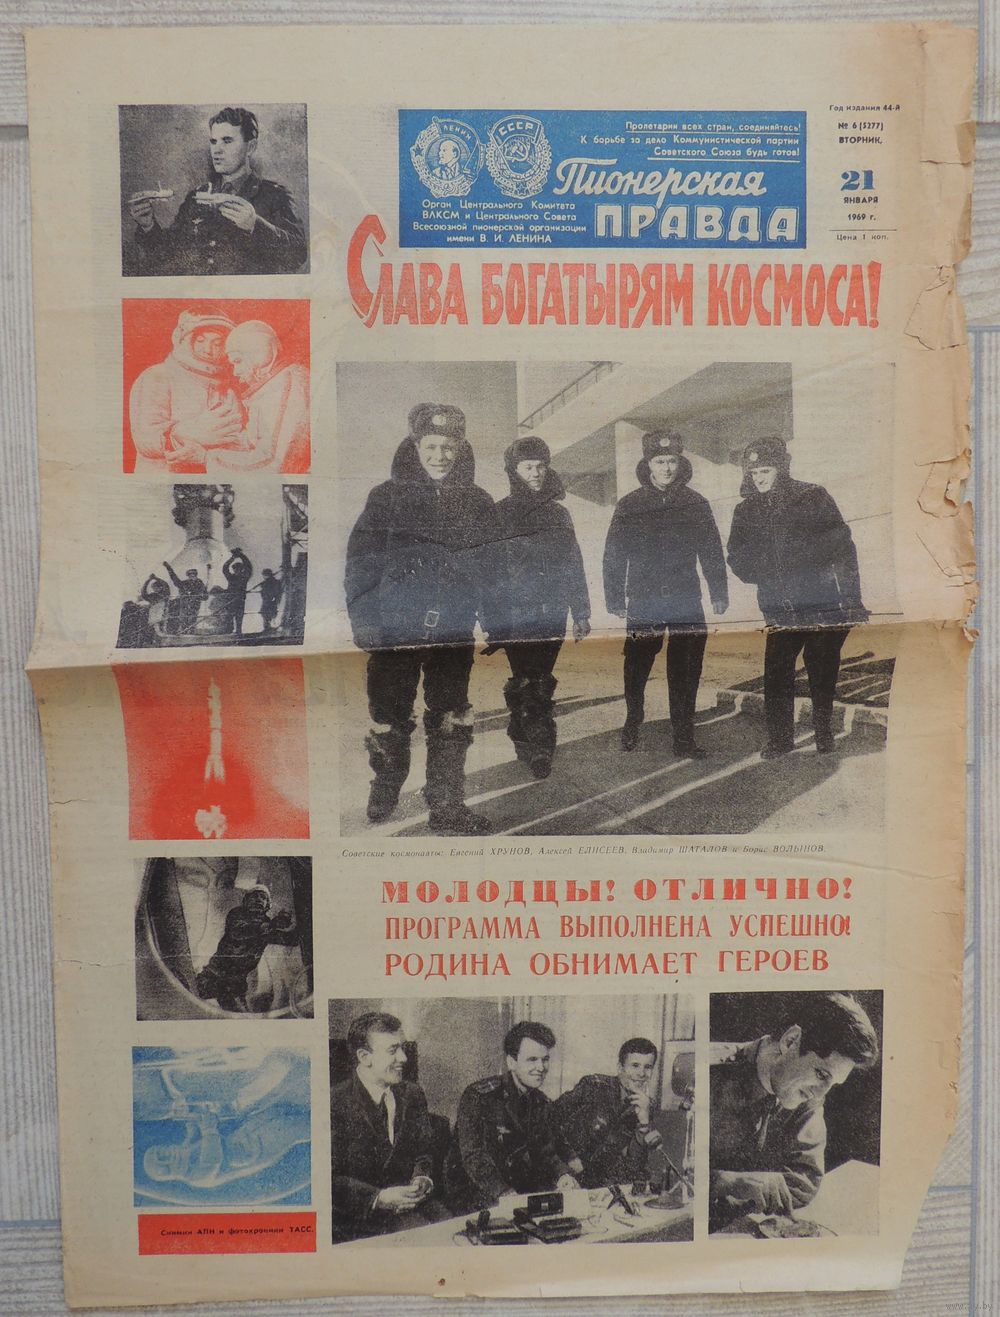 ЛЕНИН
СССР
Пролетарии всех стран, соединяйтесь!
К борьбе за дело Коммунистической партии
Советского Союза будь готов!
Пионерская
ПРАВДА
Орган Центрального Комитета
ВЛКСМ и Центрального Совета
Всесоюзной пионерской организации
имени В. И. ЛЕНИНА
Год издания 44-й
№ 6 (5277)
ВТОРНИК,
21
ЯНВАРЯ
1969 г.
Цена 1 коп.
СЛАВА БОГАТЫРЯМ КОСМОСА!
Советские космонавты: Евгений ХРУНОВ, Алексей ЕЛИСЕЕВ, Владимир ШАТАЛОВ и Борис ВОЛЫНОВ.
МОЛОДЦЫ! ОТЛИЧНО!
ПРОГРАММА ВЫПОЛНЕНА УСПЕШНО!
РОДИНА ОБНИМАЕТ ГЕРОЕВ
Снимки АПН и фотохроники ТАСС.